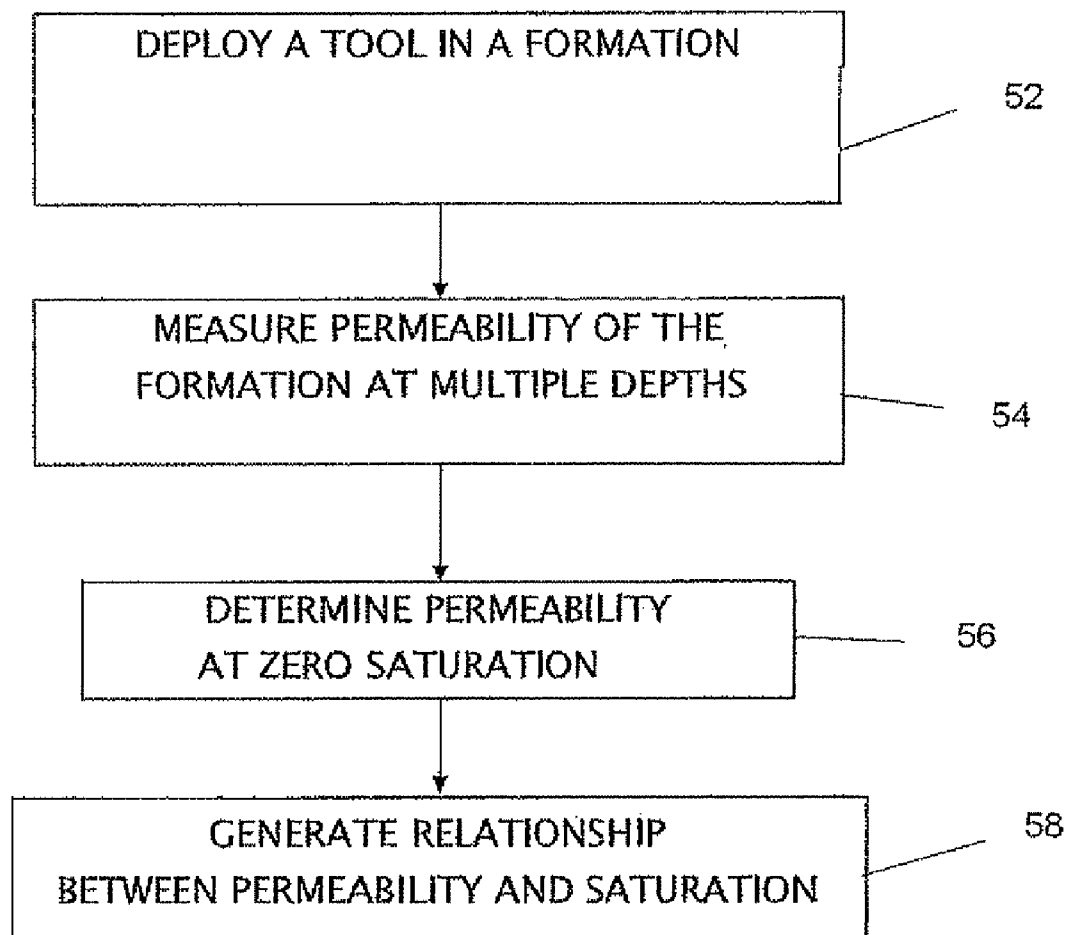 DEPLOY A TOOL IN A FORMATION
52
MEASURE PERMEABILITY OF THE
FORMATION AT MULTIPLE DEPTHS
54
DETERMINE PERMEABILITY
AT ZERO SATURATION
56
GENERATE RELATIONSHIP
BETWEEN PERMEABILITY AND SATURATION
58